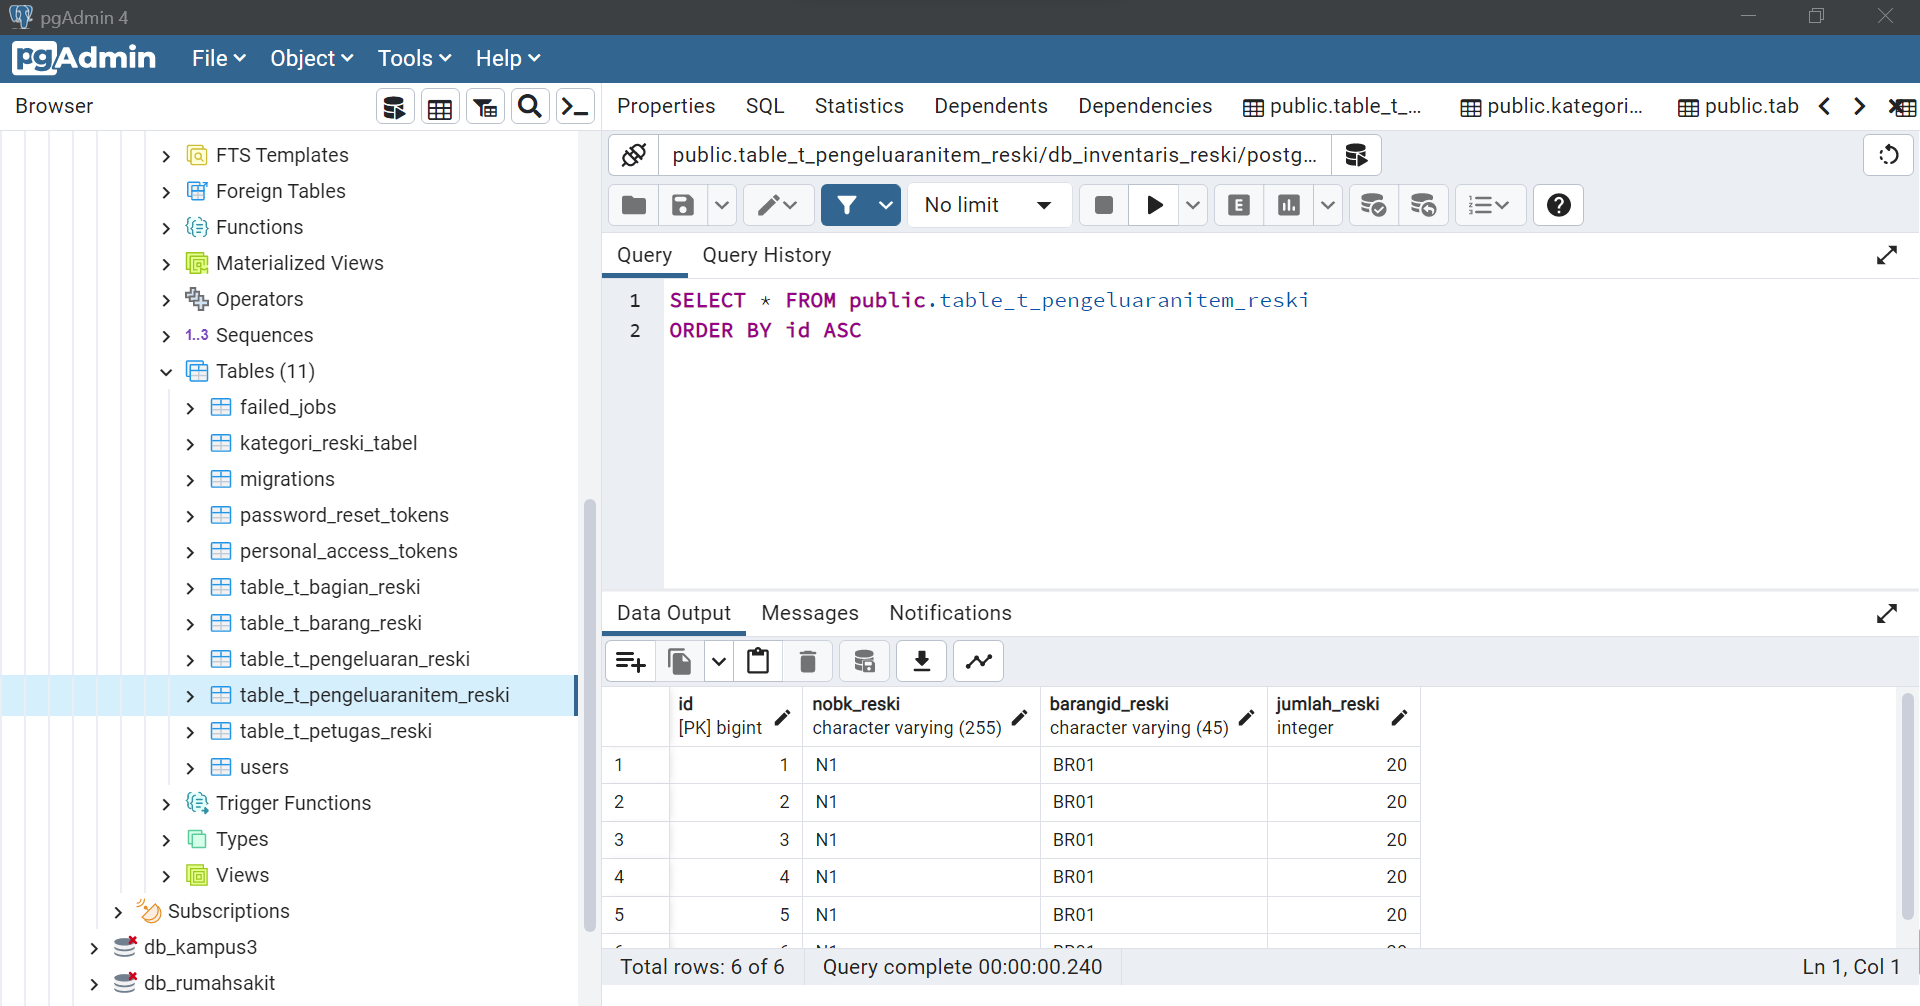 pgAdmin 4
pgAdmin File Object Tools Help
Browser
Properties SQL Statistics Dependents Dependencies public.table_t_... public.kategori... public.tab
FTS Templates
Foreign Tables
Functions
Materialized Views
Operators
1..3 Sequences
Tables (11)
failed_jobs
kategori_reski_tabel
migrations
password_reset_tokens
personal_access_tokens
table_t_bagian_reski
table_t_barang_reski
table_t_pengeluaran_reski
table_t_pengeluaranitem_reski
table_t_petugas_reski
users
Trigger Functions
Types
Views
Subscriptions
db_kampus3
db_rumahsakit
public.table_t_pengeluaranitem_reski/db_inventaris_reski/postg...
No limit
E
Query Query History
1 SELECT * FROM public.table_t_pengeluaranitem_reski
2 ORDER BY id ASC
Data Output Messages Notifications
id nobk_reski barangid_reski jumlah_reski
[PK] bigint character varying (255) character varying (45) integer
1 1 N1 BR01 20
2 2 N1 BR01 20
3 3 N1 BR01 20
4 4 N1 BR01 20
5 5 N1 BR01 20
Total rows: 6 of 6 Query complete 00:00:00.240 Ln 1, Col 1